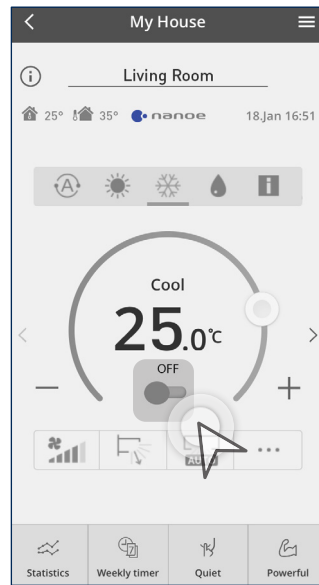 My House
Living Room
25° 35° nanoe 18.Jan 16:51
A i
Cool
25.0°C
OFF
AUTO
Statistics Weekly timer Quiet Powerful